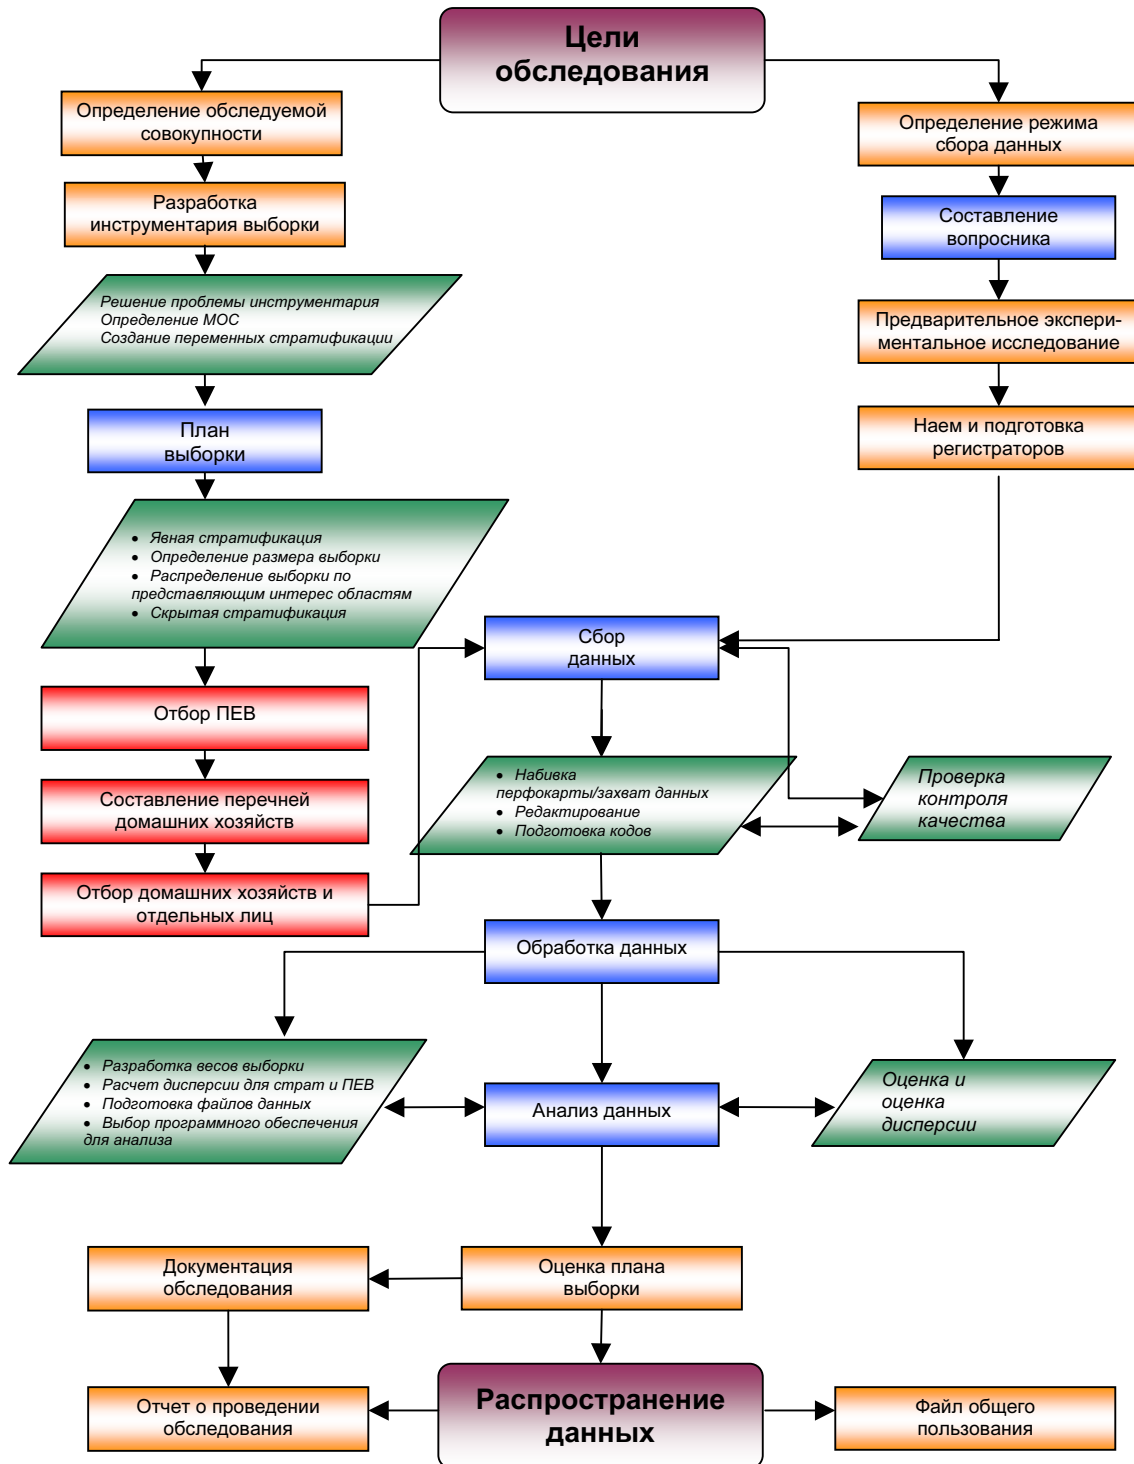 Цели
обследования
Определение обследуемой
совокупности
Разработка
инструментария выборки
Решение проблемы инструментария
Определение МОС
Создание переменных стратификации
План
выборки
• Явная стратификация
• Определение размера выборки
• Распределение выборки по
представляющим интерес областям
• Скрытая стратификация
Отбор ПЕВ
Составление перечней
домашних хозяйств
Отбор домашних хозяйств и
отдельных лиц
Определение режима
сбора данных
Составление
вопросника
Предварительное экспери-
ментальное исследование
Наем и подготовка
регистраторов
Сбор
данных
• Набивка
перфокарты/захват данных
• Редактирование
• Подготовка кодов
Проверка
контроля
качества
Обработка данных
• Разработка весов выборки
• Расчет дисперсии для страт и ПЕВ
• Подготовка файлов данных
• Выбор программного обеспечения
для анализа
Анализ данных
Оценка и
оценка
дисперсии
Документация
обследования
Оценка плана
выборки
Отчет о проведении
обследования
Распространение
данных
Файл общего
пользования